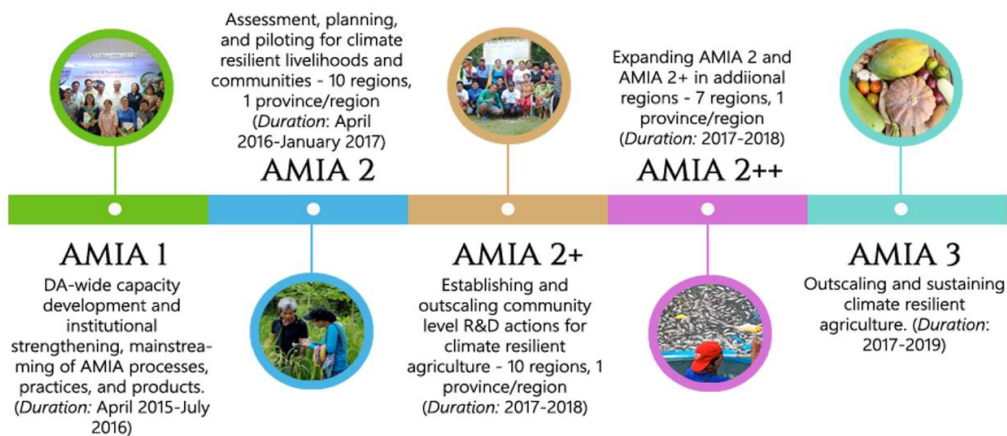 AMIA 1
DA-wide capacity
development and
institutional
strengthening, mainstrea-
ming of AMIA processes,
practices, and products.
(Duration: April 2015-July
2016)
Assessment, planning,
and piloting for climate
resilient livelihoods and
communities - 10 regions,
1 province/region
(Duration: April
2016-January 2017)
AMIA 2
AMIA 2+
Establishing and
outscaling community
level R&D actions for
climate resilient
agriculture - 10 regions, 1
province/region
(Duration: 2017-2018)
Expanding AMIA 2 and
AMIA 2+ in addiional
regions - 7 regions, 1
province/region
(Duration: 2017-2018)
AMIA 2++
AMIA 3
Outscaling and sustaining
climate resilient
agriculture. (Duration:
2017-2019)